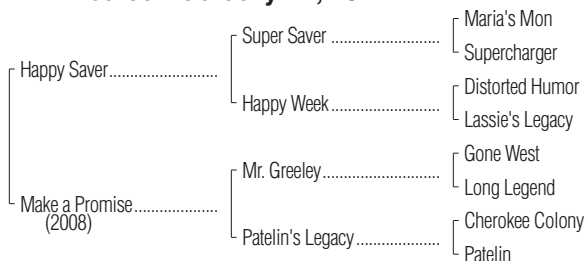 Maria's Mon
Super Saver
Supercharger
Happy Saver
Distorted Humor
Happy Week
Lassie's Legacy
Gone West
Mr. Greeley
Long Legend
Make a Promise
(2008)
Cherokee Colony
Patelin's Legacy
Patelin